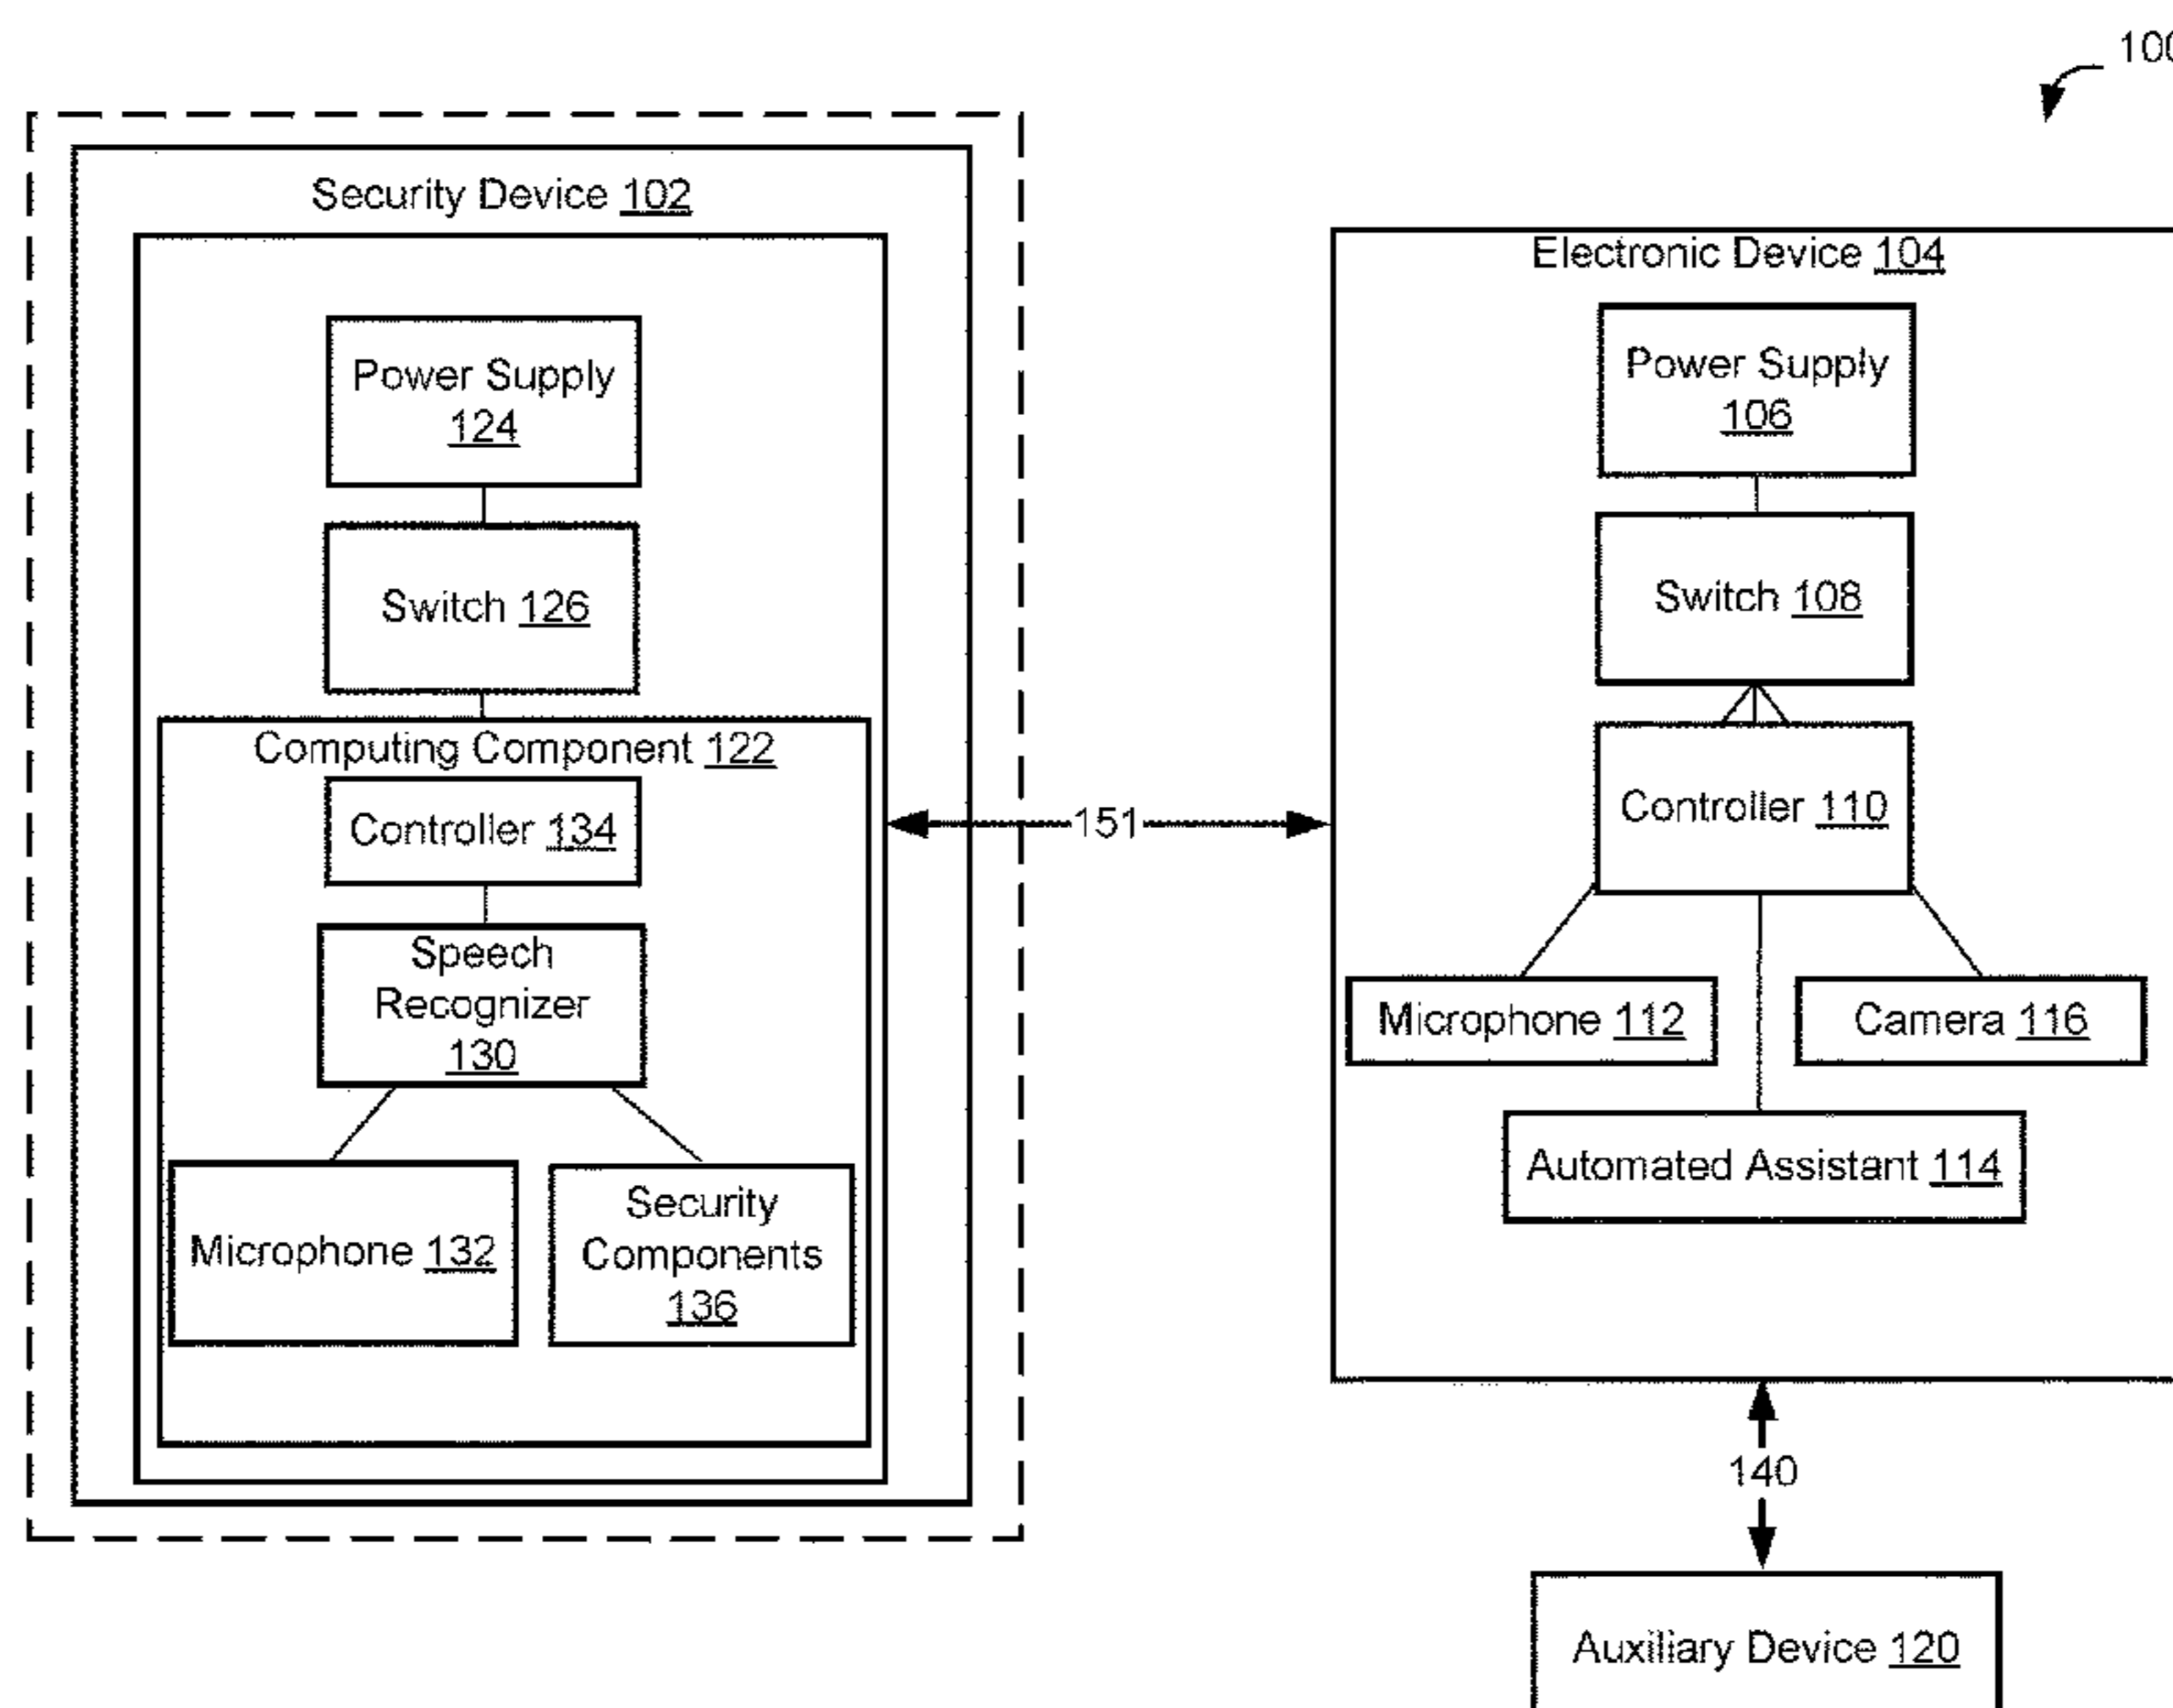 100
Security Device 102
Power Supply
124
Switch 126
Computing Component 122
Controller 134
Speech
Recognizer
130
Microphone 132
Security
Components
136
151
Electronic Device 104
Power Supply
106
Switch 108
Controller 110
Microphone 112
Camera 116
Automated Assistant 114
140
Auxiliary Device 120